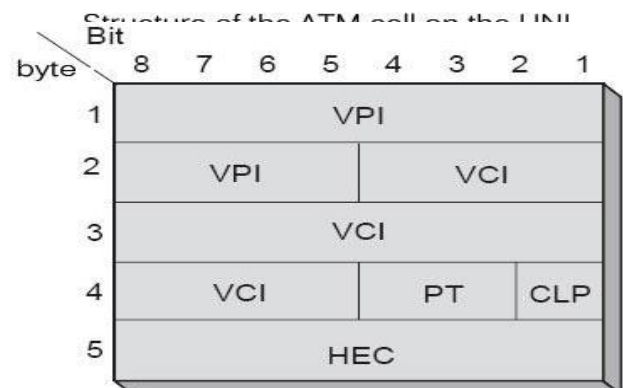 Structure of the ATM cell on the UNI
Bit
byte 8 7 6 5 4 3 2 1
1 VPI
2 VPI VCI
3 VCI
4 VCI PT CLP
5 HEC